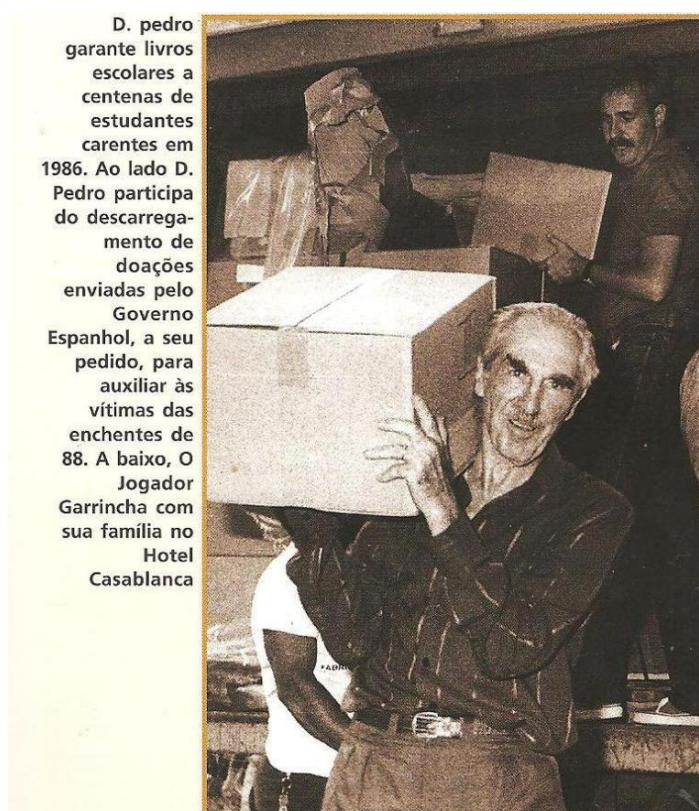 D. pedro
garante livros
escolares a
centenas de
estudantes
carentes em
1986. Ao lado D.
Pedro participa
do descarrega-
mento de
doações
enviadas pelo
Governo
Espanhol, a seu
pedido, para
auxiliar às
vítimas das
enchentes de
88. A baixo, O
Jogador
Garrincha com
sua família no
Hotel
Casablanca